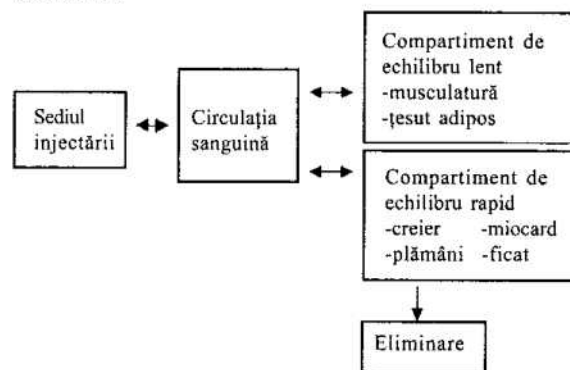 Sediul
injectării
Circulația
sanguină
Compartiment de
echilibru lent
-musculatură
-țesut adipos
Compartiment de
echilibru rapid
-creier -miocard
-plămâni -ficat
Eliminare